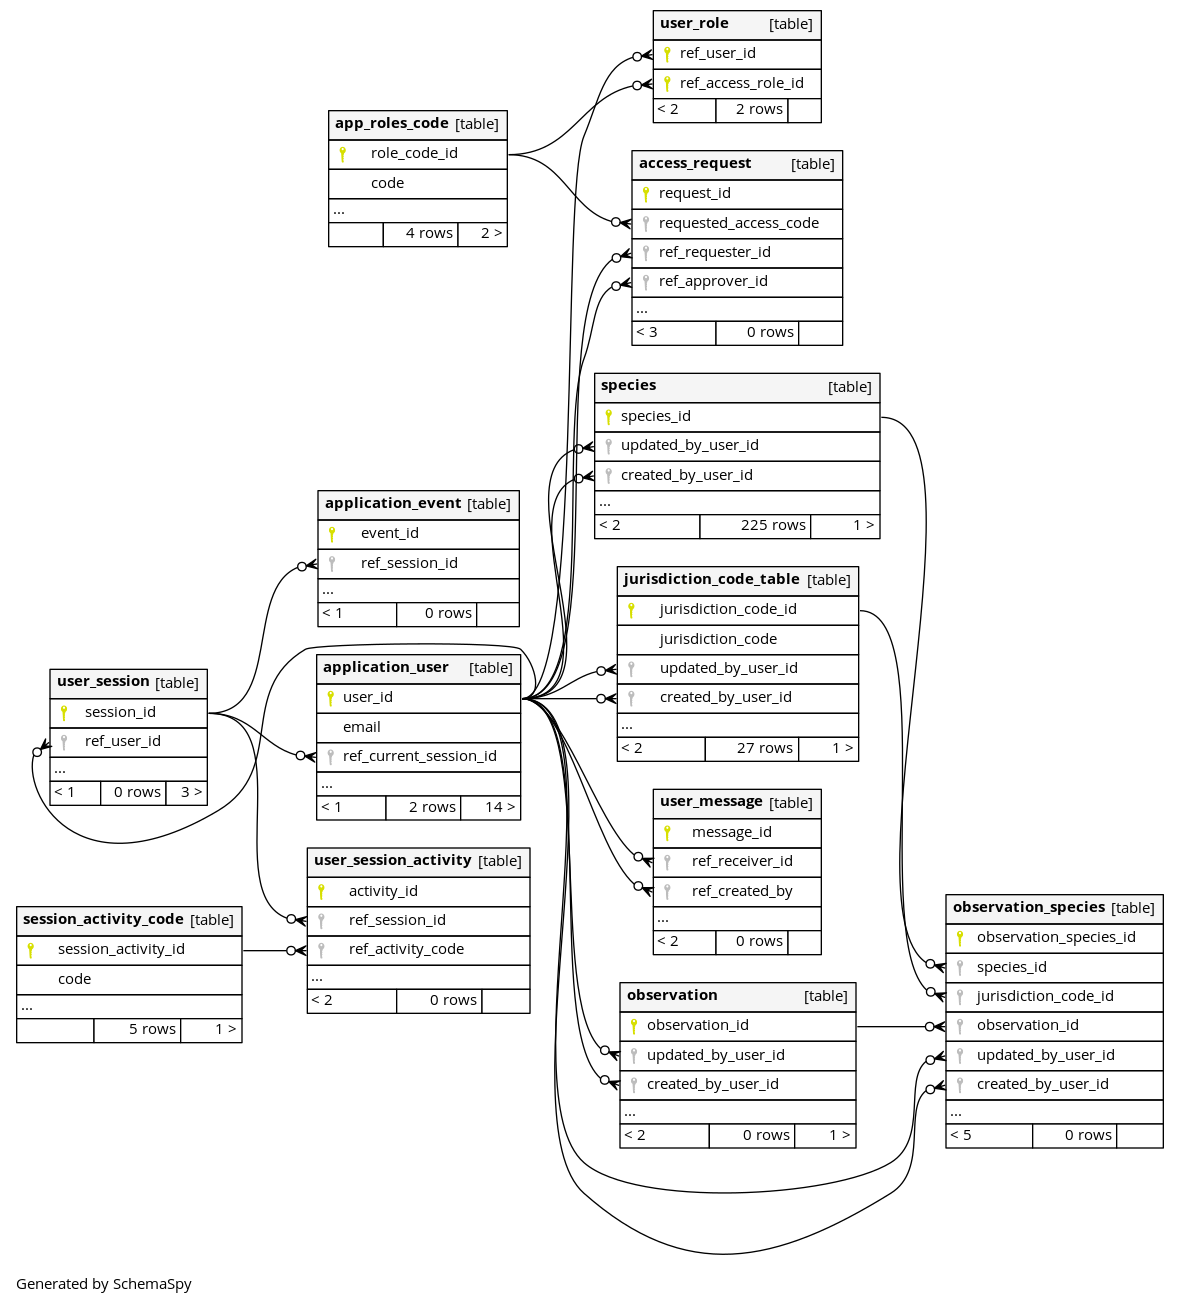 user_role [table]
ref_user_id
ref_access_role_id
< 2 2 rows
app_roles_code [table]
role_code_id
code
...
4 rows 2 >
access_request [table]
request_id
requested_access_code
ref_requester_id
ref_approver_id
...
< 3 0 rows
species [table]
species_id
updated_by_user_id
created_by_user_id
...
< 2 225 rows 1 >
application_event [table]
event_id
ref_session_id
...
< 1 0 rows
jurisdiction_code_table [table]
jurisdiction_code_id
jurisdiction_code
updated_by_user_id
created_by_user_id
...
< 2 27 rows 1 >
user_session [table]
session_id
ref_user_id
...
< 1 0 rows 3 >
application_user [table]
user_id
email
ref_current_session_id
...
< 1 2 rows 14 >
user_message [table]
message_id
ref_receiver_id
ref_created_by
...
< 2 0 rows
user_session_activity [table]
activity_id
ref_session_id
ref_activity_code
...
< 2 0 rows
session_activity_code [table]
session_activity_id
code
...
5 rows 1 >
observation [table]
observation_id
updated_by_user_id
created_by_user_id
...
< 2 0 rows 1 >
observation_species [table]
observation_species_id
species_id
jurisdiction_code_id
observation_id
updated_by_user_id
created_by_user_id
...
< 5 0 rows
Generated by SchemaSpy